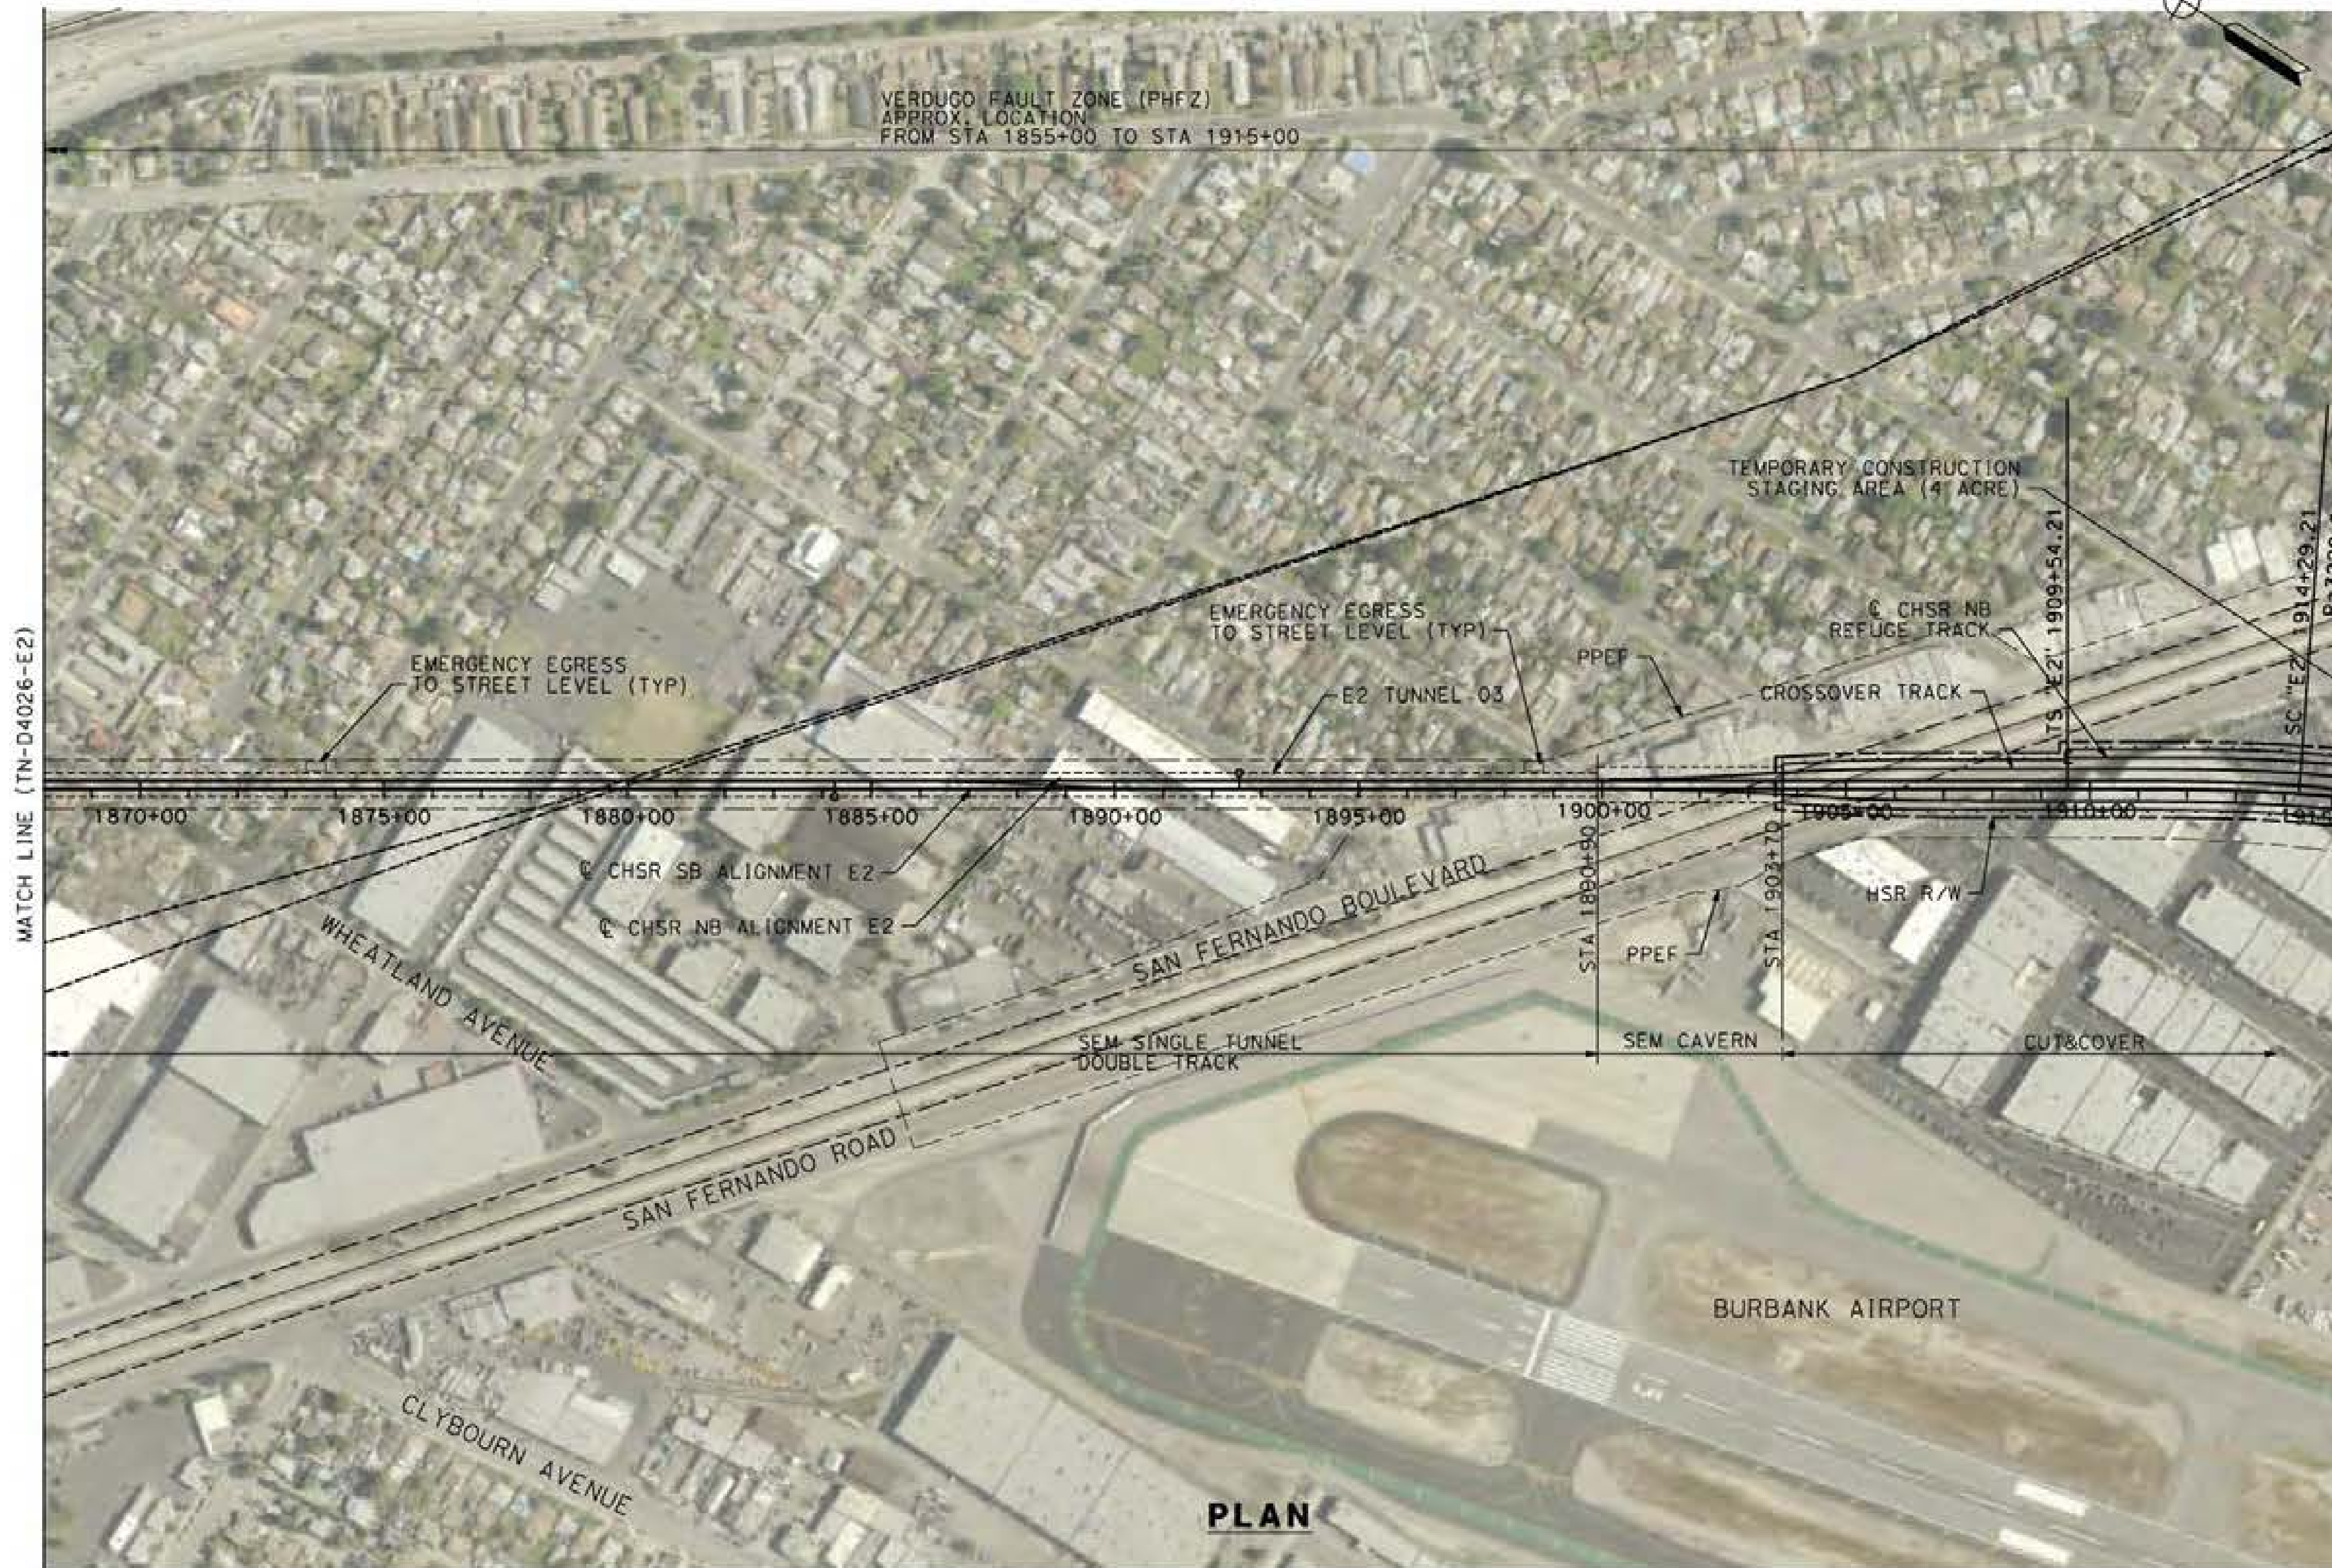 VERDUGO FAULT ZONE (PHFZ)
APPROX. LOCATION
FROM STA 1855+00 TO STA 1915+00
TEMPORARY CONSTRUCTION
STAGING AREA (4 ACRE)
TS "E2" 1909+54.21
SC "E2" 1914+29.21
EMERGENCY EGRESS
TO STREET LEVEL (TYP)
EMERGENCY EGRESS
TO STREET LEVEL (TYP)
PPEF
℄ CHSR NB
REFUGE TRACK
E2 TUNNEL 03
CROSSOVER TRACK
MATCH LINE (TN-D4026-E2)
1870+00
1875+00
1880+00
1885+00
1890+00
1895+00
1900+00
1905+00
1910+00
℄ CHSR SB ALIGNMENT E2
℄ CHSR NB ALIGNMENT E2
HSR R/W
STA 1890+90
STA 1903+70
PPEF
WHEATLAND AVENUE
SAN FERNANDO BOULEVARD
SEM SINGLE TUNNEL
DOUBLE TRACK
SEM CAVERN
CUT&COVER
SAN FERNANDO ROAD
BURBANK AIRPORT
CLYBOURN AVENUE
PLAN